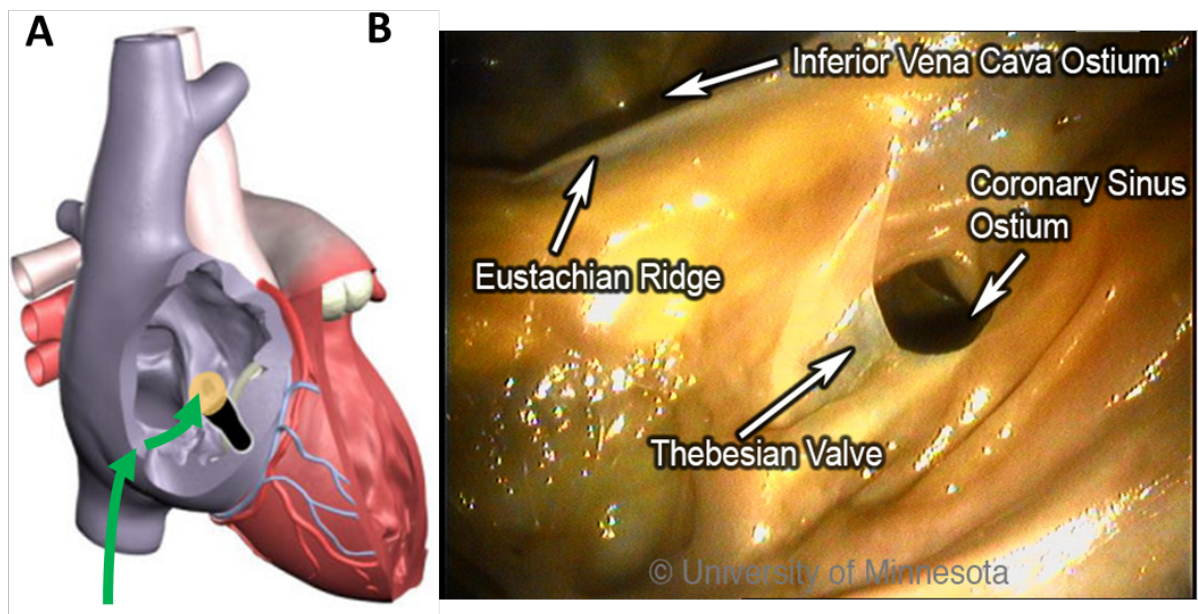 A
B
Inferior Vena Cava Ostium
Coronary Sinus
Ostium
Eustachian Ridge
Thebesian Valve
© University of Minnesota